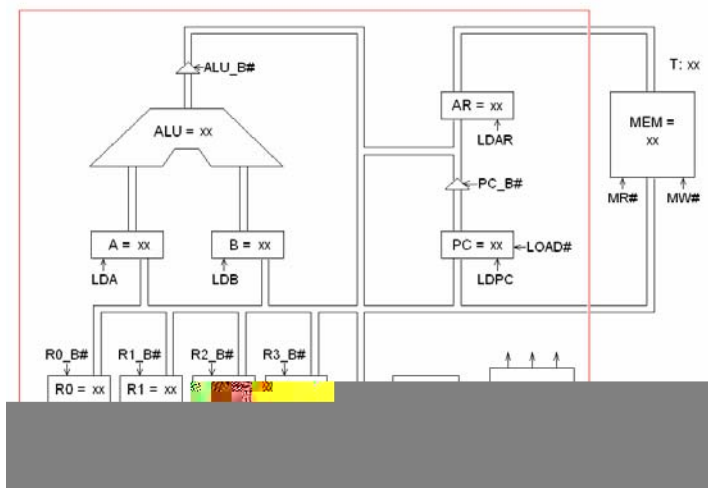 ALU_B#
T: xx
AR = xx
MEM =
xx
ALU = xx
LDAR
PC_B#
MR#
MW#
A = xx
B = xx
PC = xx
LOAD#
LDA
LDB
LDPC
R0_B#
R1_B#
R2_B#
R3_B#
R0 = xx
R1 = xx